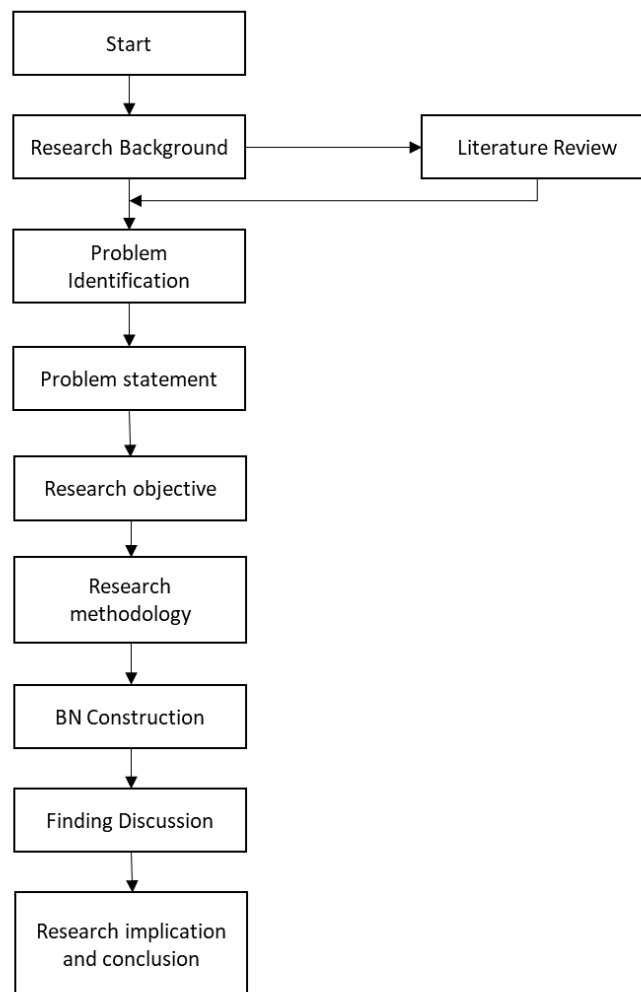 Start
Research Background
Literature Review
Problem
Identification
Problem statement
Research objective
Research
methodology
BN Construction
Finding Discussion
Research implication
and conclusion